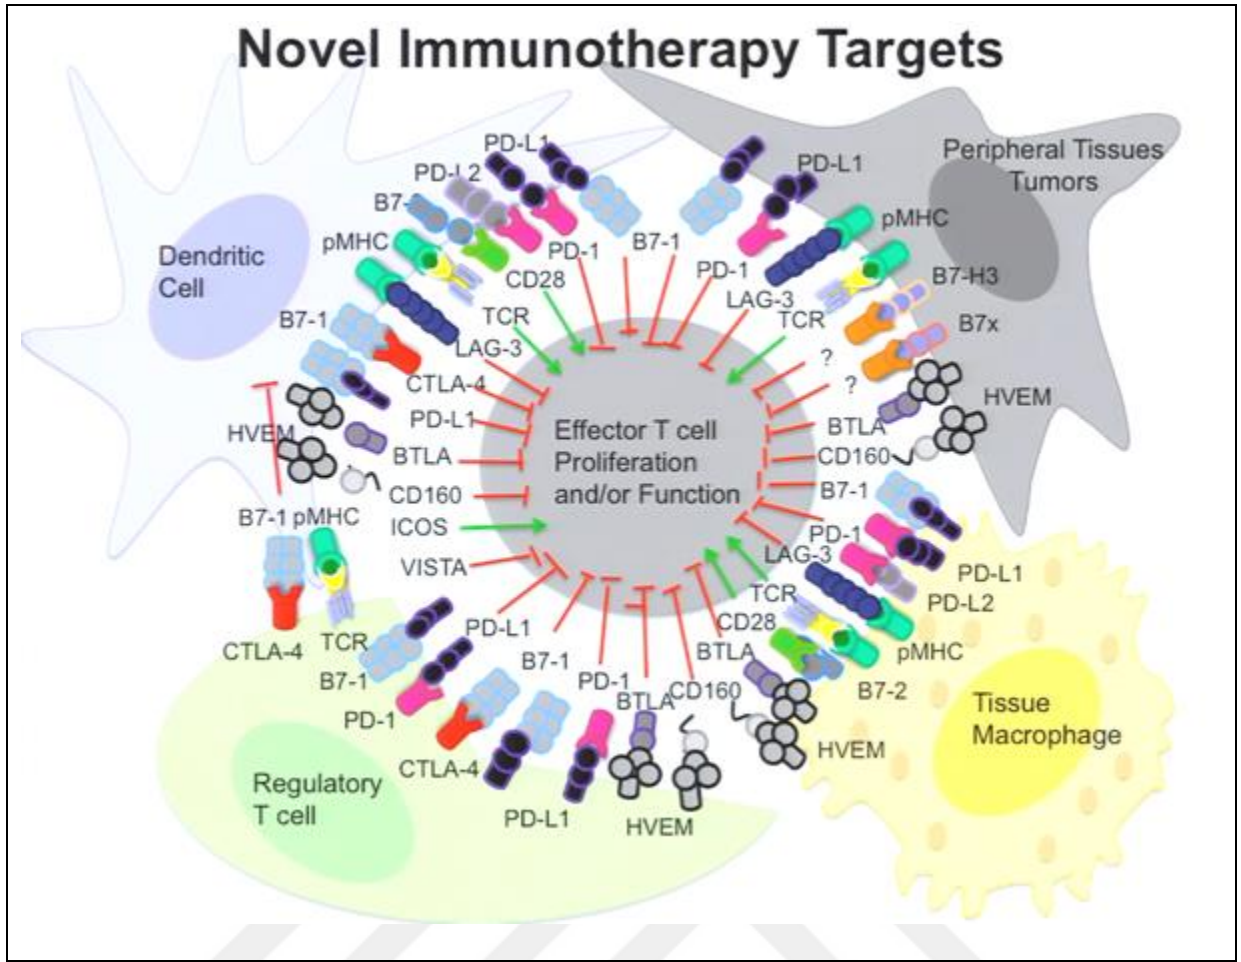 Novel Immunotherapy Targets
PD-L1
PD-L2
B7-
pMHC
Dendritic
Cell
PD-1
B7-1
CD28
TCR
LAG-3
B7-1
CTLA-4
PD-L1
HVEM
BTLA
CD160
ICOS
VISTA
B7-1
pMHC
PD-L1
Peripheral Tissues
Tumors
pMHC
PD-1
LAG-3
TCR
B7-H3
B7x
?
?
HVEM
BTLA
CD160
B7-1
PD-1
LAG-3
TCR
CD28
BTLA
PD-L1
PD-L2
pMHC
B7-2
HVEM
Effector T cell
Proliferation
and/or Function
CTLA-4
TCR
B7-1
PD-1
PD-L1
B7-1
PD-1
BTLA
CD160
CTLA-4
PD-L1
HVEM
Regulatory
T cell
Tissue
Macrophage